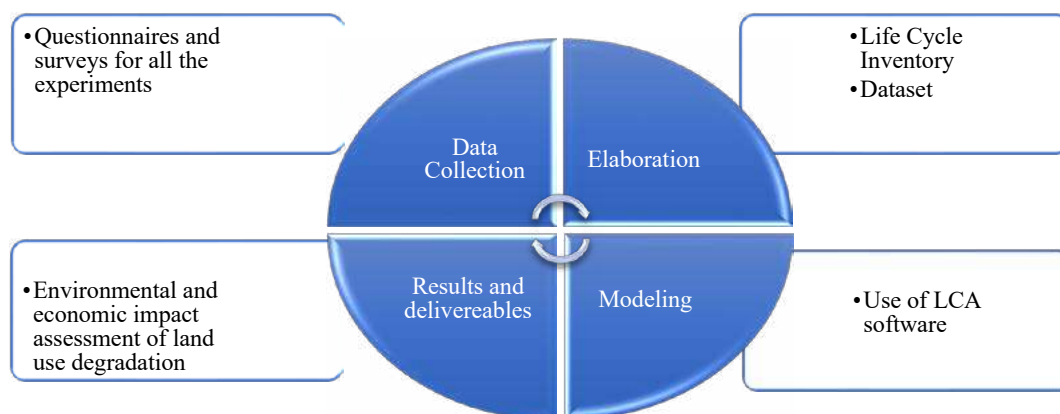 •Questionnaires and
surveys for all the
experiments
•Life Cycle
Inventory
•Dataset
Data
Collection
Elaboration
Results and
delivereables
Modeling
•Environmental and
economic impact
assessment of land
use degradation
•Use of LCA
software